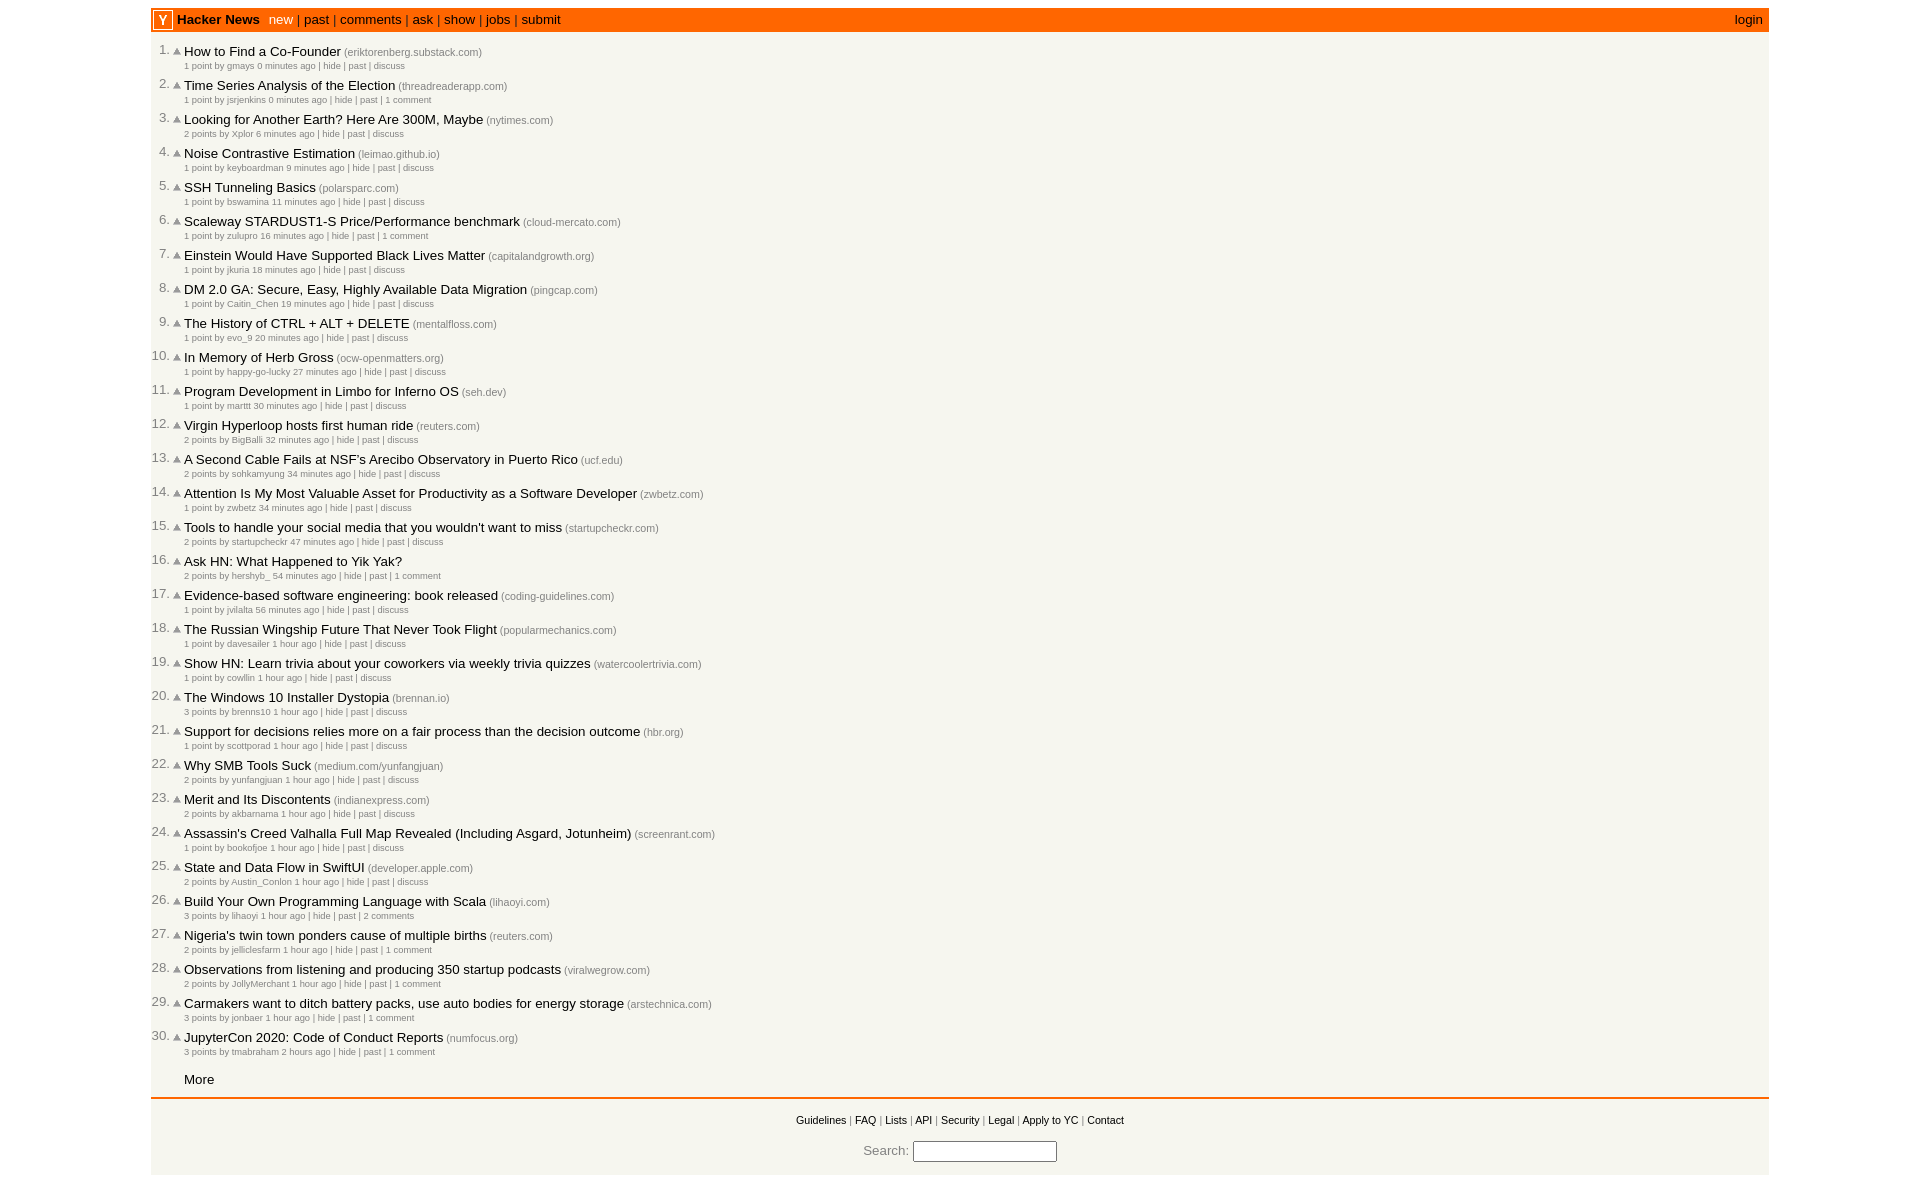 Y Hacker News new | past | comments | ask | show | jobs | submit login
1. How to Find a Co-Founder (eriktorenberg.substack.com)
1 point by gmays 0 minutes ago | hide | past | discuss
2. Time Series Analysis of the Election (threadreaderapp.com)
1 point by jsrjenkins 0 minutes ago | hide | past | 1 comment
3. Looking for Another Earth? Here Are 300M, Maybe (nytimes.com)
2 points by Xplor 6 minutes ago | hide | past | discuss
4. Noise Contrastive Estimation (leimao.github.io)
1 point by keyboardman 9 minutes ago | hide | past | discuss
5. SSH Tunneling Basics (polarsparc.com)
1 point by bswamina 11 minutes ago | hide | past | discuss
6. Scaleway STARDUST1-S Price/Performance benchmark (cloud-mercato.com)
1 point by zulupro 16 minutes ago | hide | past | 1 comment
7. Einstein Would Have Supported Black Lives Matter (capitalandgrowth.org)
1 point by jkuria 18 minutes ago | hide | past | discuss
8. DM 2.0 GA: Secure, Easy, Highly Available Data Migration (pingcap.com)
1 point by Caitin_Chen 19 minutes ago | hide | past | discuss
9. The History of CTRL + ALT + DELETE (mentalfloss.com)
1 point by evo_9 20 minutes ago | hide | past | discuss
10. In Memory of Herb Gross (ocw-openmatters.org)
1 point by happy-go-lucky 27 minutes ago | hide | past | discuss
11. Program Development in Limbo for Inferno OS (seh.dev)
1 point by marttt 30 minutes ago | hide | past | discuss
12. Virgin Hyperloop hosts first human ride (reuters.com)
2 points by BigBalli 32 minutes ago | hide | past | discuss
13. A Second Cable Fails at NSF's Arecibo Observatory in Puerto Rico (ucf.edu)
2 points by sohkamyung 34 minutes ago | hide | past | discuss
14. Attention Is My Most Valuable Asset for Productivity as a Software Developer (zwbetz.com)
1 point by zwbetz 34 minutes ago | hide | past | discuss
15. Tools to handle your social media that you wouldn't want to miss (startupcheckr.com)
2 points by startupcheckr 47 minutes ago | hide | past | discuss
16. Ask HN: What Happened to Yik Yak?
2 points by hershyb_ 54 minutes ago | hide | past | 1 comment
17. Evidence-based software engineering: book released (coding-guidelines.com)
1 point by jvilalta 56 minutes ago | hide | past | discuss
18. The Russian Wingship Future That Never Took Flight (popularmechanics.com)
1 point by davesailer 1 hour ago | hide | past | discuss
19. Show HN: Learn trivia about your coworkers via weekly trivia quizzes (watercoolertrivia.com)
1 point by cowllin 1 hour ago | hide | past | discuss
20. The Windows 10 Installer Dystopia (brennan.io)
3 points by brenns10 1 hour ago | hide | past | discuss
21. Support for decisions relies more on a fair process than the decision outcome (hbr.org)
1 point by scottporad 1 hour ago | hide | past | discuss
22. Why SMB Tools Suck (medium.com/yunfangjuan)
2 points by yunfangjuan 1 hour ago | hide | past | discuss
23. Merit and Its Discontents (indianexpress.com)
2 points by akbarnama 1 hour ago | hide | past | discuss
24. Assassin's Creed Valhalla Full Map Revealed (Including Asgard, Jotunheim) (screenrant.com)
1 point by bookofjoe 1 hour ago | hide | past | discuss
25. State and Data Flow in SwiftUI (developer.apple.com)
2 points by Austin_Conlon 1 hour ago | hide | past | discuss
26. Build Your Own Programming Language with Scala (lihaoyi.com)
3 points by lihaoyi 1 hour ago | hide | past | 2 comments
27. Nigeria's twin town ponders cause of multiple births (reuters.com)
2 points by jelliclesfarm 1 hour ago | hide | past | 1 comment
28. Observations from listening and producing 350 startup podcasts (viralwegrow.com)
2 points by JollyMerchant 1 hour ago | hide | past | 1 comment
29. Carmakers want to ditch battery packs, use auto bodies for energy storage (arstechnica.com)
3 points by jonbaer 1 hour ago | hide | past | 1 comment
30. JupyterCon 2020: Code of Conduct Reports (numfocus.org)
3 points by tmabraham 2 hours ago | hide | past | 1 comment
More
Guidelines | FAQ | Lists | API | Security | Legal | Apply to YC | Contact
Search: